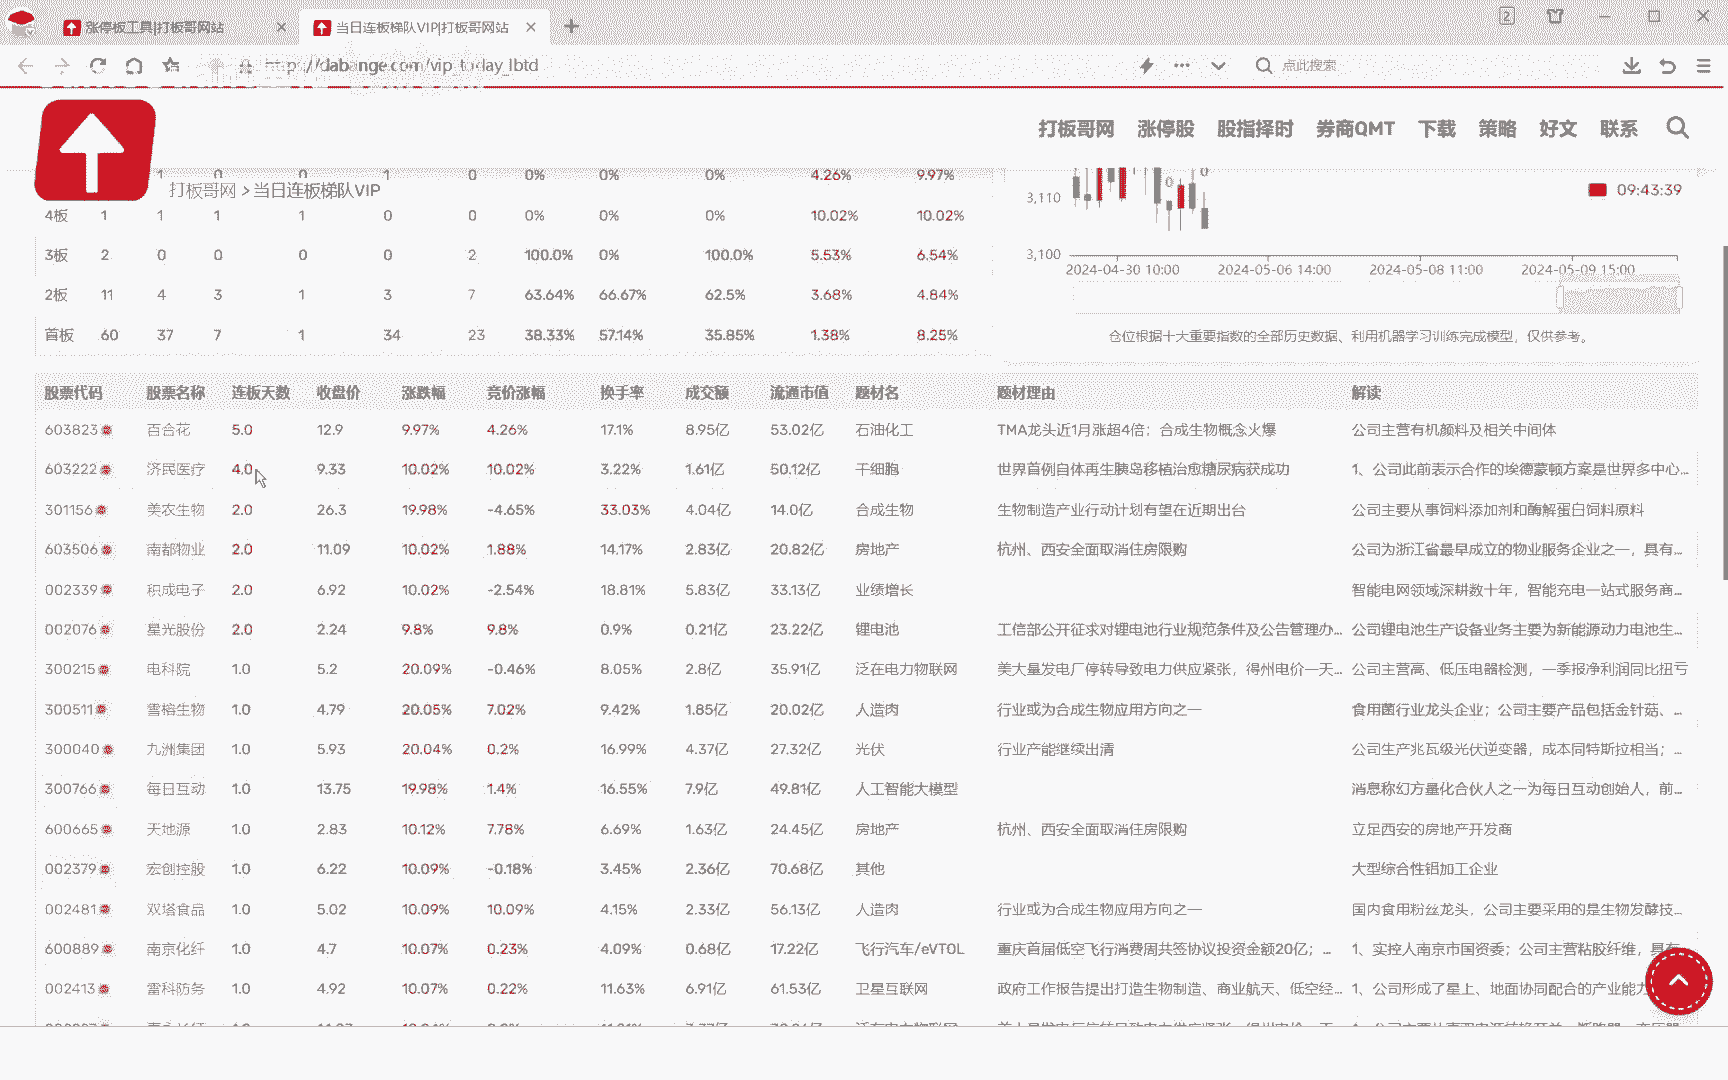 涨停板工具|打板哥网站
当日连板梯队VIP|打板哥网站
2
http://dabange.com/vip_today_lbtd
点此搜索
打板哥网 涨停股 股指择时 券商QMT 下载 策略 好文 联系
打板哥网 > 当日连板梯队VIP
1 0 0 1 0 0% 0% 0% 4.26% 9.97%
4板 1 1 1 1 0 0 0% 0% 0% 10.02% 10.02%
3板 2 0 0 0 0 2 100.0% 0% 100.0% 5.53% 6.54%
2板 11 4 3 1 3 7 63.64% 66.67% 62.5% 3.68% 4.84%
首板 60 37 7 1 34 23 38.33% 57.14% 35.85% 1.38% 8.25%
3,110
0 0
09:43:39
3,100
2024-04-30 10:00 2024-05-06 14:00 2024-05-08 11:00 2024-05-09 15:00
仓位根据十大重要指数的全部历史数据、利用机器学习训练完成模型，仅供参考。
股票代码 股票名称 连板天数 收盘价 涨跌幅 竞价涨幅 换手率 成交额 流通市值 题材名 题材理由 解读
603823 百合花 5.0 12.9 9.97% 4.26% 17.1% 8.95亿 53.02亿 石油化工 TMA龙头近1月涨超4倍；合成生物概念火爆 公司主营有机颜料及相关中间体
603222 济民医疗 4.0 9.33 10.02% 10.02% 3.22% 1.61亿 50.12亿 干细胞 世界首例自体再生胰岛移植治愈糖尿病获成功 1、公司此前表示合作的埃德蒙顿方案是世界多中心...
301156 美农生物 2.0 26.3 19.98% -4.65% 33.03% 4.04亿 14.0亿 合成生物 生物制造产业行动计划有望在近期出台 公司主要从事饲料添加剂和酶解蛋白饲料原料
603506 南都物业 2.0 11.09 10.02% 1.88% 14.17% 2.83亿 20.82亿 房地产 杭州、西安全面取消住房限购 公司为浙江省最早成立的物业服务企业之一，具有...
002339 积成电子 2.0 6.92 10.02% -2.54% 18.81% 5.83亿 33.13亿 业绩增长 智能电网领域深耕数十年，智能充电一站式服务商...
002076 星光股份 2.0 2.24 9.8% 9.8% 0.9% 0.21亿 23.22亿 锂电池 工信部公开征求对锂电池行业规范条件及公告管理办... 公司锂电池生产设备业务主要为新能源动力电池生...
300215 电科院 1.0 5.2 20.09% -0.46% 8.05% 2.8亿 35.91亿 泛在电力物联网 美大量发电厂停转导致电力供应紧张，得州电价一天... 公司主营高、低压电器检测，一季报净利润同比扭亏
300511 雪榕生物 1.0 4.79 20.05% 7.02% 9.42% 1.85亿 20.02亿 人造肉 行业或为合成生物应用方向之一 食用菌行业龙头企业；公司主要产品包括金针菇、...
300040 九洲集团 1.0 5.93 20.04% 0.2% 16.99% 4.37亿 27.32亿 光伏 行业产能继续出清 公司生产兆瓦级光伏逆变器，成本同特斯拉相当；...
300766 每日互动 1.0 13.75 19.98% 1.4% 16.55% 7.9亿 49.81亿 人工智能大模型 消息称幻方量化合伙人之一为每日互动创始人，前...
600665 天地源 1.0 2.83 10.12% 7.78% 6.69% 1.63亿 24.45亿 房地产 杭州、西安全面取消住房限购 立足西安的房地产开发商
002379 宏创控股 1.0 6.22 10.09% -0.18% 3.45% 2.36亿 70.68亿 其他 大型综合性铝加工企业
002481 双塔食品 1.0 5.02 10.09% 10.09% 4.15% 2.33亿 56.13亿 人造肉 行业或为合成生物应用方向之一 国内食用粉丝龙头，公司主要采用的是生物发酵技...
600889 南京化纤 1.0 4.7 10.07% 0.23% 4.09% 0.68亿 17.22亿 飞行汽车/eVTOL 重庆首届低空飞行消费周共签协议投资金额20亿；... 1、实控人南京市国资委；公司主营粘胶纤维，具有
002413 雷科防务 1.0 4.92 10.07% 0.22% 11.63% 6.91亿 61.53亿 卫星互联网 政府工作报告提出打造生物制造、商业航天、低空经... 1、公司形成了星上、地面协同配合的产业能力